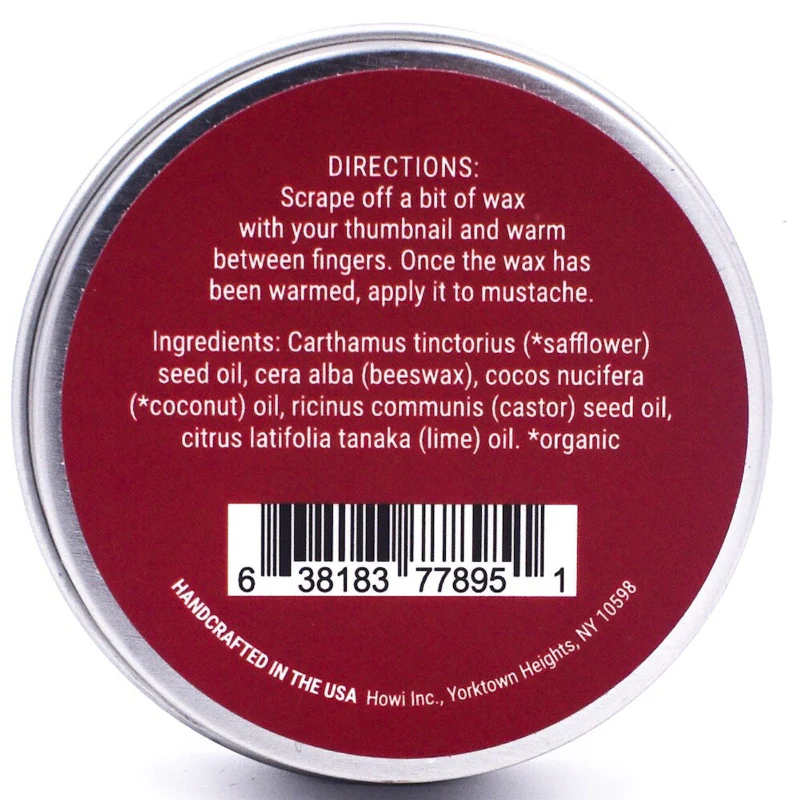 DIRECTIONS:
Scrape off a bit of wax
with your thumbnail and warm
between fingers. Once the wax has
been warmed, apply it to mustache.
Ingredients: Carthamus tinctorius (*safflower)
seed oil, cera alba (beeswax), cocos nucifera
(*coconut) oil, ricinus communis (castor) seed oil,
citrus latifolia tanaka (lime) oil. *organic
6 38183 77895 1
HANDCRAFTED IN THE USA Howi Inc., Yorktown Heights, NY 10598